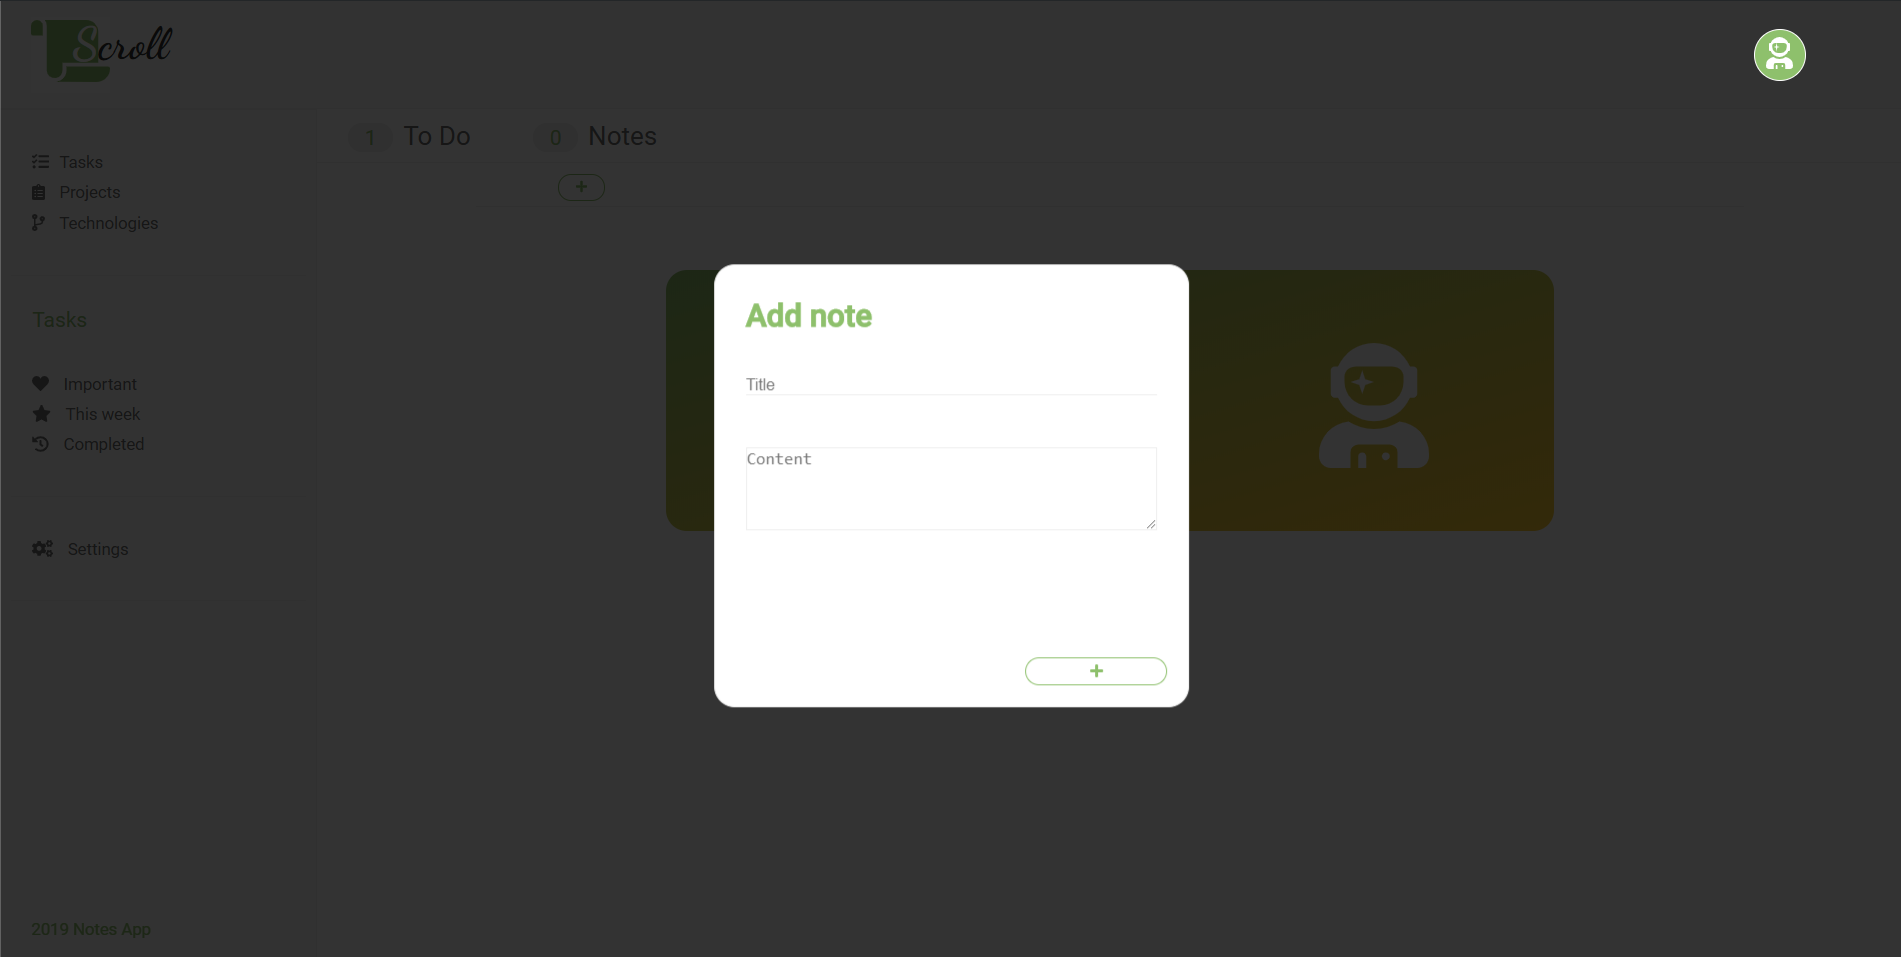 Scroll
1 To Do 0 Notes
+
Tasks
Projects
Technologies
Tasks
Important
This week
Completed
Settings
2019 Notes App
Add note
Title
Content
+